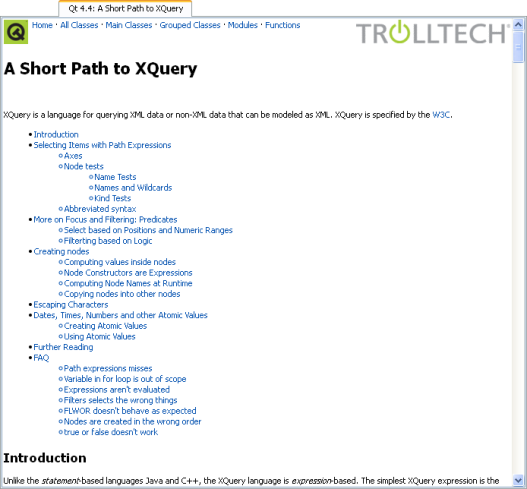 Qt 4.4: A Short Path to XQuery
Home · All Classes · Main Classes · Grouped Classes · Modules · Functions
TROLLTECH
A Short Path to XQuery
XQuery is a language for querying XML data or non-XML data that can be modeled as XML. XQuery is specified by the W3C.
Introduction
Selecting Items with Path Expressions
Axes
Node tests
Name Tests
Names and Wildcards
Kind Tests
Abbreviated syntax
More on Focus and Filtering: Predicates
Select based on Positions and Numeric Ranges
Filterting based on Logic
Creating nodes
Computing values inside nodes
Node Constructors are Expressions
Computing Node Names at Runtime
Copying nodes into other nodes
Escaping Characters
Dates, Times, Numbers and other Atomic Values
Creating Atomic Values
Using Atomic Values
Further Reading
FAQ
Path expressions misses
Variable in for loop is out of scope
Expressions aren't evaluated
Filters selects the wrong things
FLWOR doesn't behave as expected
Nodes are created in the wrong order
true or false doesn't work
Introduction
Unlike the statement-based languages Java and C++, the XQuery language is expression-based. The simplest XQuery expression is the